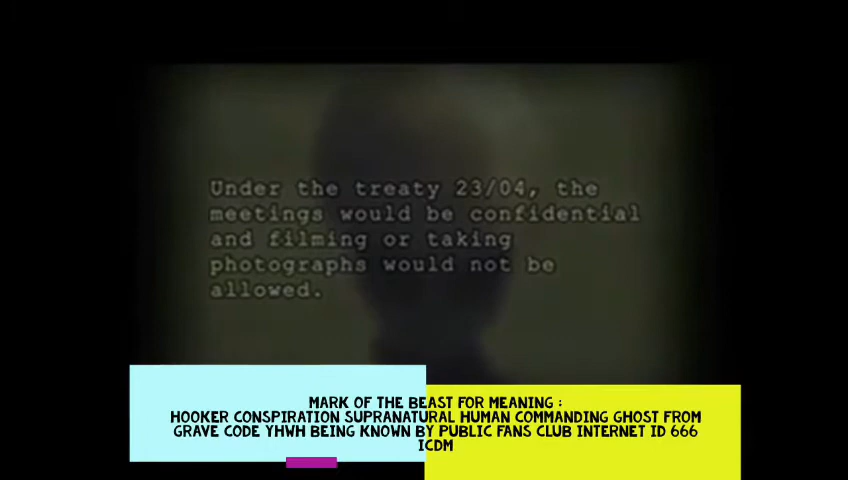 Under the treaty 23/04, the
meetings would be confidential
and filming or taking
photographs would not be
allowed.
MARK OF THE BEAST FOR MEANING :
HOOKER CONSPIRATION SUPRANATURAL HUMAN COMMANDING GHOST FROM
GRAVE CODE YHWH BEING KNOWN BY PUBLIC FANS CLUB INTERNET ID 666
ICDM